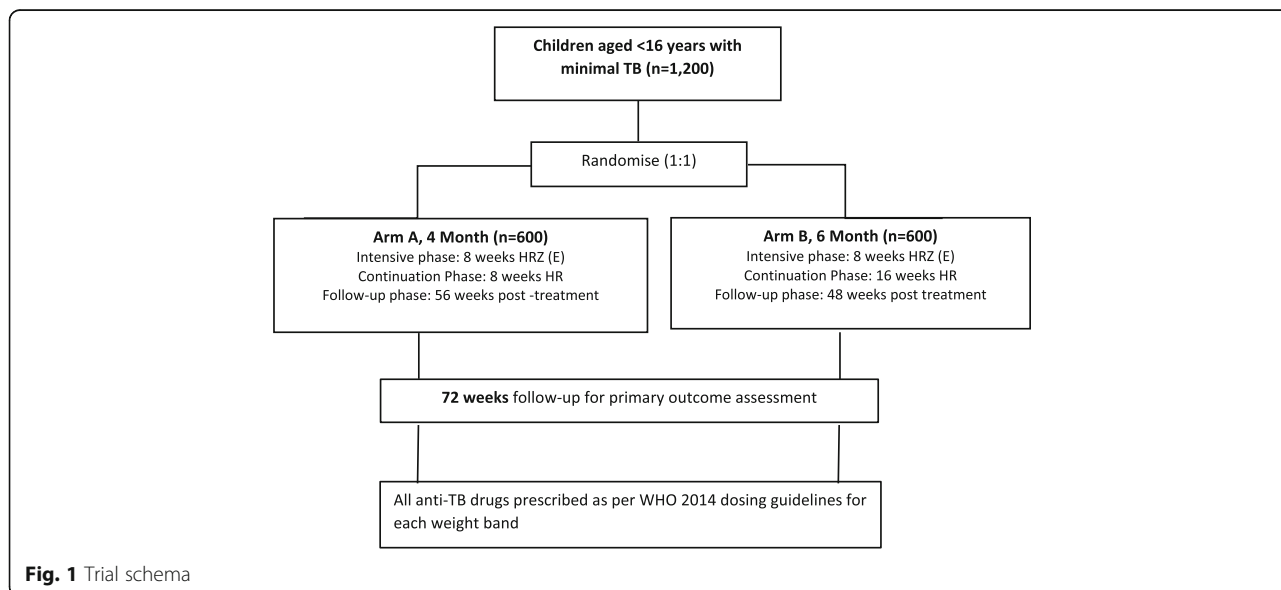 Children aged <16 years with
minimal TB (n=1,200)
Randomise (1:1)
Arm A, 4 Month (n=600)
Intensive phase: 8 weeks HRZ (E)
Continuation Phase: 8 weeks HR
Follow-up phase: 56 weeks post -treatment
Arm B, 6 Month (n=600)
Intensive phase: 8 weeks HRZ (E)
Continuation Phase: 16 weeks HR
Follow-up phase: 48 weeks post treatment
72 weeks follow-up for primary outcome assessment
All anti-TB drugs prescribed as per WHO 2014 dosing guidelines for
each weight band
Fig. 1 Trial schema